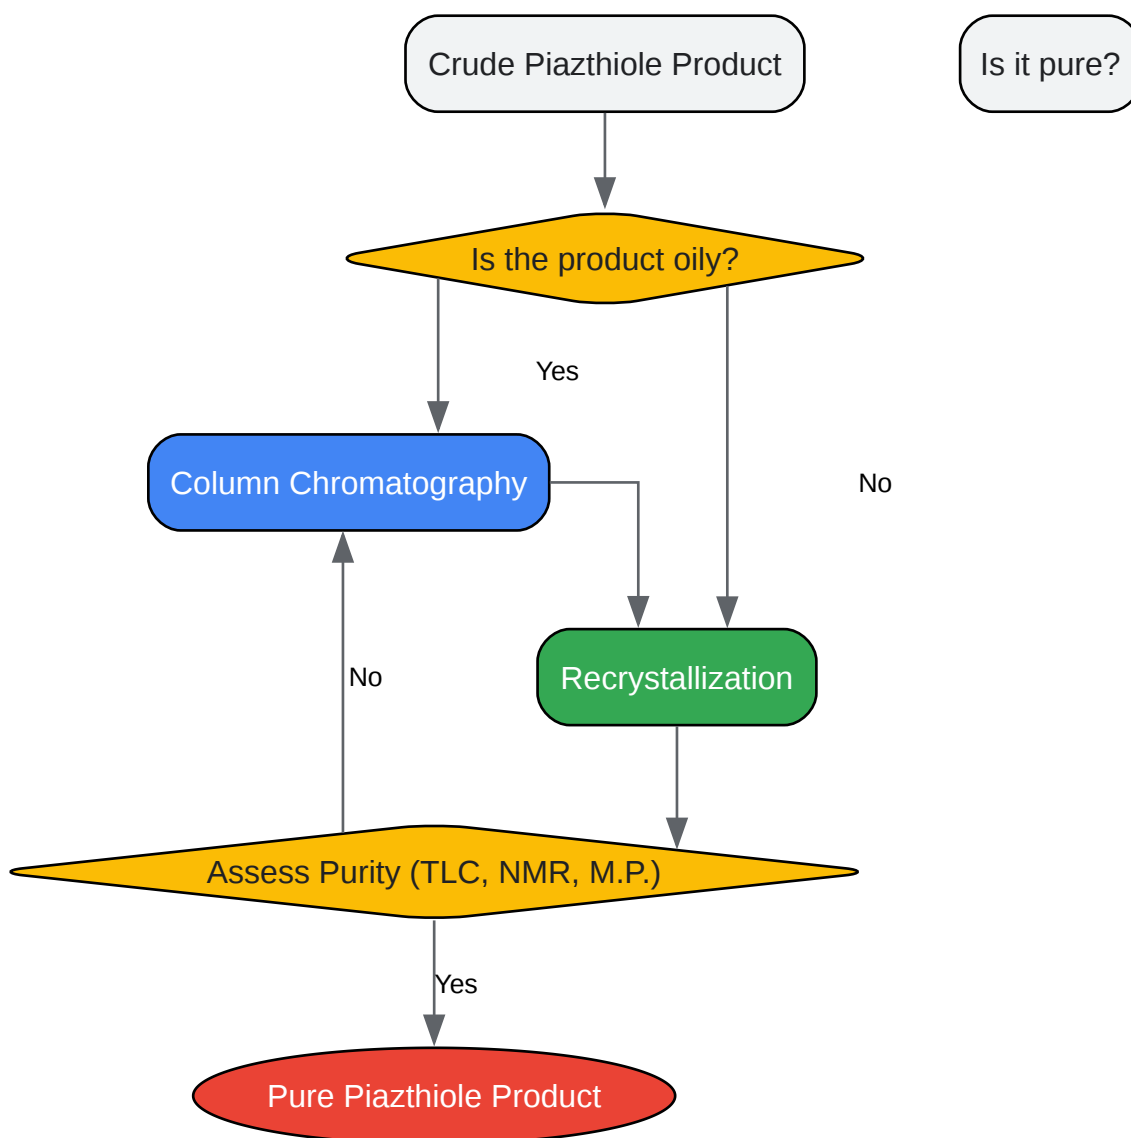 Crude Piazthiole Product
Is it pure?
Is the product oily?
Yes
Column Chromatography
No
Recrystallization
No
Assess Purity (TLC, NMR, M.P.)
Yes
Pure Piazthiole Product